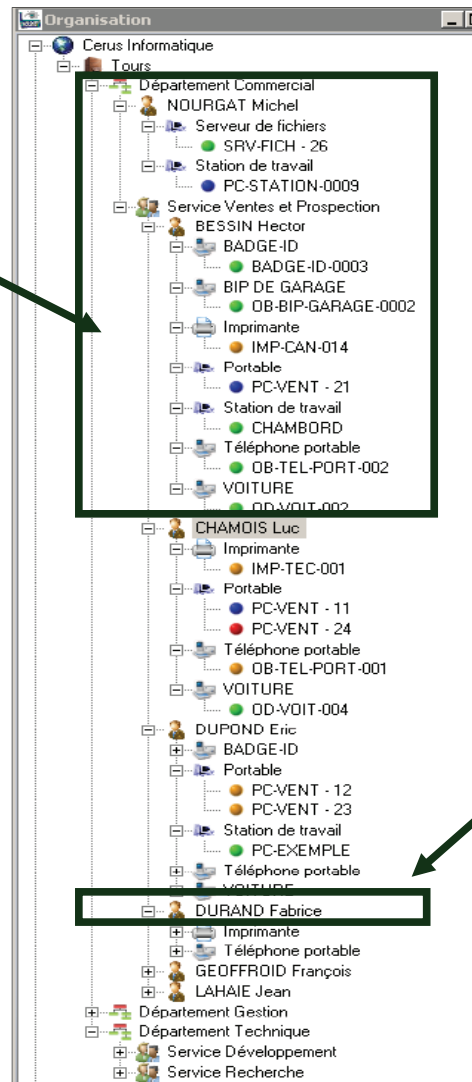 Organisation
Cerus Informatique
Tours
Département Commercial
NOURGAT Michel
Serveur de fichiers
SRV-FICH - 26
Station de travail
PC-STATION-0009
Service Ventes et Prospection
BESSIN Hector
BADGE-ID
BADGE-ID-0003
BIP DE GARAGE
OB-BIP-GARAGE-0002
Imprimante
IMP-CAN-014
Portable
PC-VENT - 21
Station de travail
CHAMBORD
Téléphone portable
OB-TEL-PORT-002
VOITURE
OD-VOIT-002
CHAMOIS Luc
Imprimante
IMP-TEC-001
Portable
PC-VENT - 11
PC-VENT - 24
Téléphone portable
OB-TEL-PORT-001
VOITURE
OD-VOIT-004
DUPOND Eric
BADGE-ID
Portable
PC-VENT - 12
PC-VENT - 23
Station de travail
PC-EXEMPLE
Téléphone portable
VOITURE
DURAND Fabrice
Imprimante
Téléphone portable
GEOFFROID François
LAHAIE Jean
Département Gestion
Département Technique
Service Développement
Service Recherche